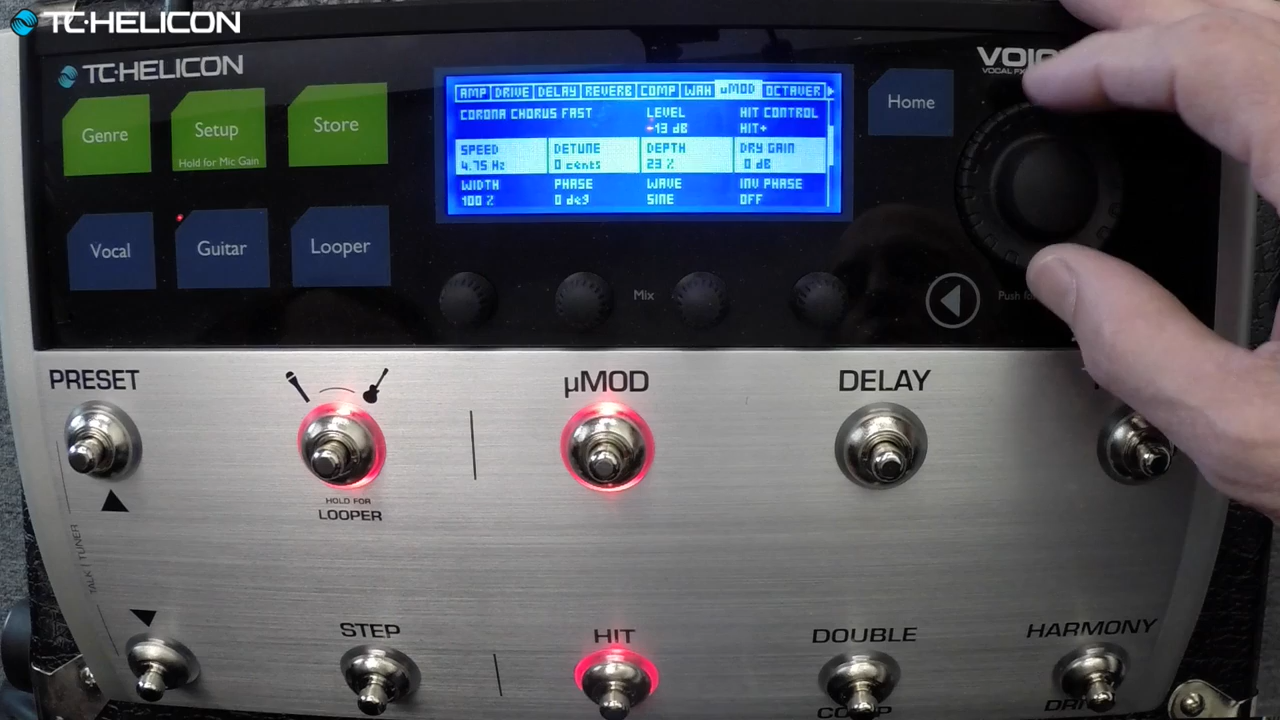 TC·HELICON
TC·HELICON
Genre
Setup
Hold for Mic Gain
Store
Vocal
Guitar
Looper
AMP DRIVE DELAY REVERB COMP WAH µMOD OCTAVER
CORONA CHORUS FAST LEVEL HIT CONTROL
-13 dB HIT+
SPEED DETUNE DEPTH DRY GAIN
4.75 Hz 0 cents 23 % 0 dB
WIDTH PHASE WAVE INV PHASE
100 % 0 deg SINE OFF
Home
Mix
Push
PRESET
µMOD
DELAY
HOLD FOR
LOOPER
TALK | TUNER
STEP
HIT
DOUBLE
HARMONY